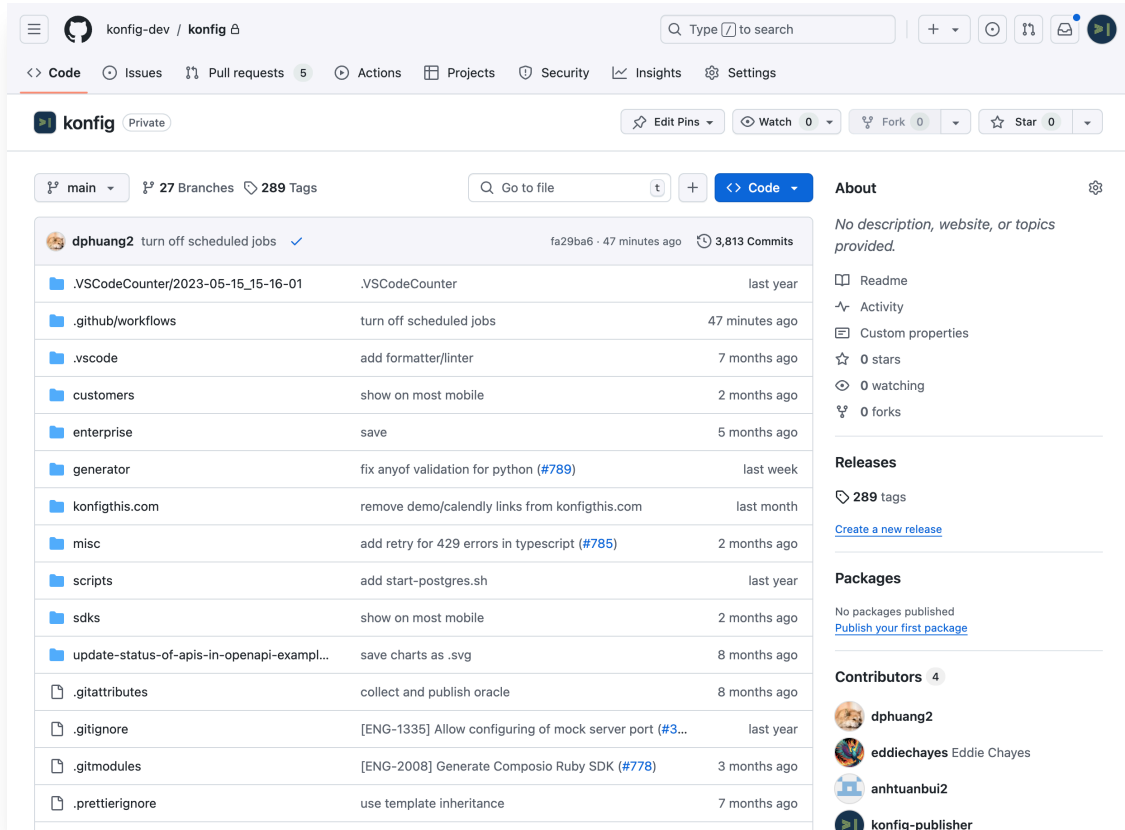 konfig-dev / konfig
Type / to search
Code Issues Pull requests 5 Actions Projects Security Insights Settings
konfig Private
Edit Pins Watch 0 Fork 0 Star 0
main 27 Branches 289 Tags
Go to file t
Code
dphuang2 turn off scheduled jobs fa29ba6 · 47 minutes ago 3,813 Commits
.VSCodeCounter/2023-05-15_15-16-01 .VSCodeCounter last year
.github/workflows turn off scheduled jobs 47 minutes ago
.vscode add formatter/linter 7 months ago
customers show on most mobile 2 months ago
enterprise save 5 months ago
generator fix anyof validation for python (#789) last week
konfigthis.com remove demo/calendly links from konfigthis.com last month
misc add retry for 429 errors in typescript (#785) 2 months ago
scripts add start-postgres.sh last year
sdks show on most mobile 2 months ago
update-status-of-apis-in-openapi-exampl... save charts as .svg 8 months ago
.gitattributes collect and publish oracle 8 months ago
.gitignore [ENG-1335] Allow configuring of mock server port (#3... last year
.gitmodules [ENG-2008] Generate Composio Ruby SDK (#778) 3 months ago
.prettierignore use template inheritance 7 months ago
About
No description, website, or topics
provided.
Readme
Activity
Custom properties
0 stars
0 watching
0 forks
Releases
289 tags
Create a new release
Packages
No packages published
Publish your first package
Contributors 4
dphuang2
eddiechayes Eddie Chayes
anhtuanbui2
konfig-publisher